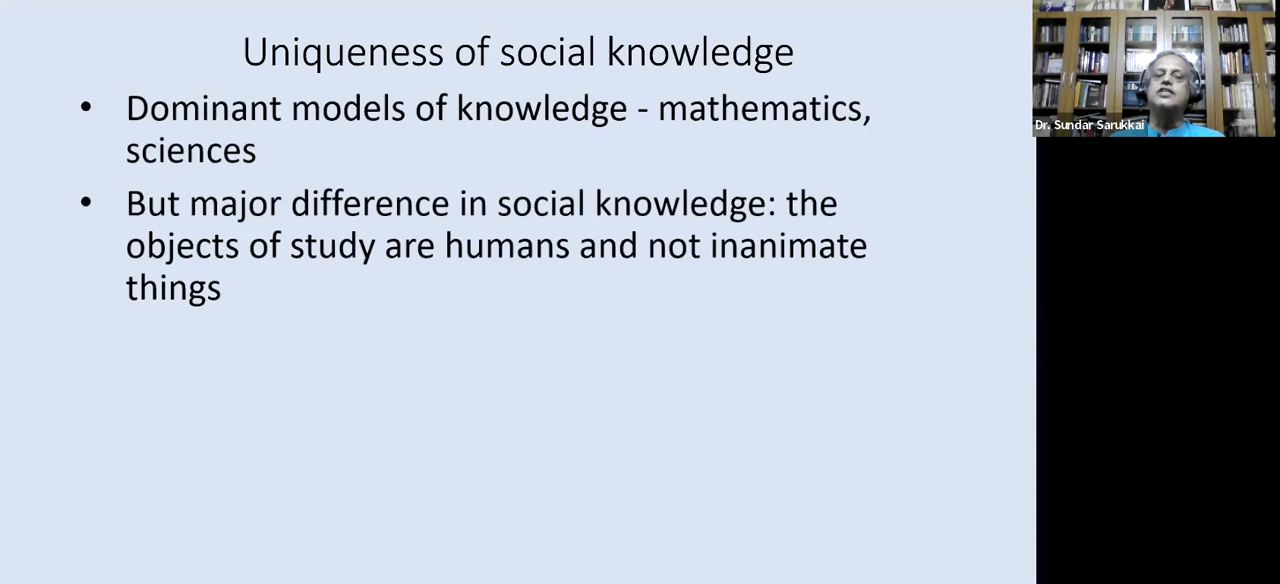 Uniqueness of social knowledge
• Dominant models of knowledge - mathematics,
sciences
• But major difference in social knowledge: the
objects of study are humans and not inanimate
things
Dr. Sundar Sarukkai